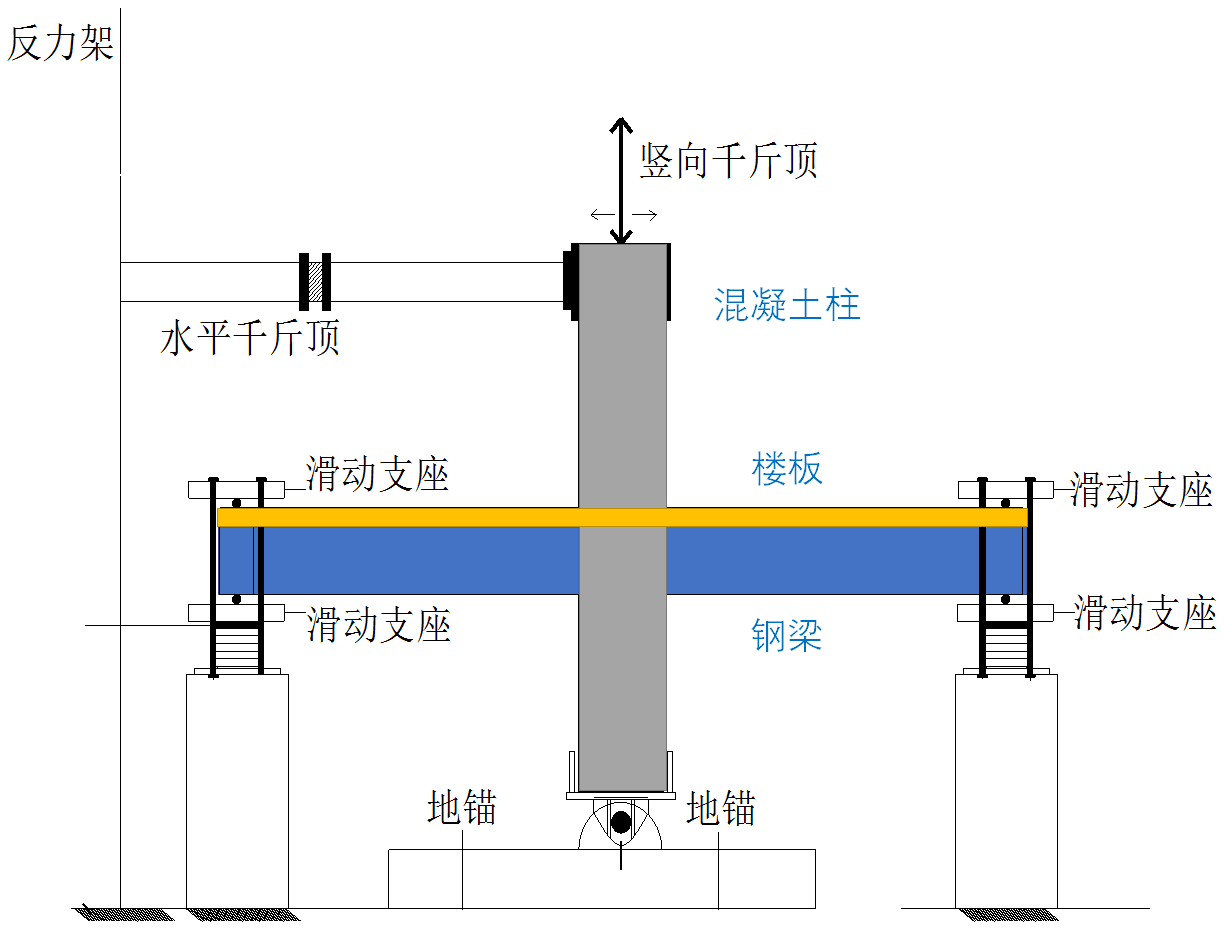 反力架
竖向千斤顶
混凝土柱
水平千斤顶
滑动支座
楼板
滑动支座
滑动支座
钢梁
滑动支座
地锚
地锚